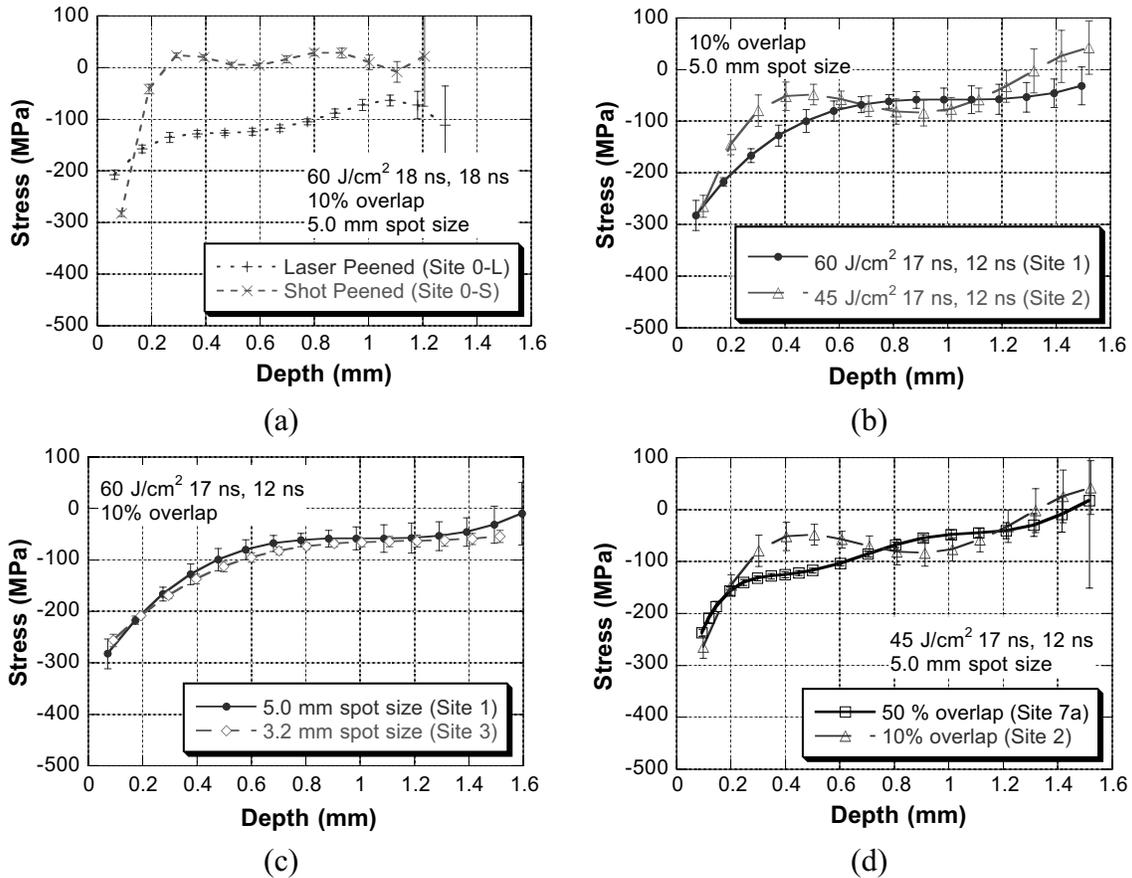 100
0
-100
-200
-300
-400
-500
Stress (MPa)
60 J/cm² 18 ns, 18 ns
10% overlap
5.0 mm spot size
Laser Peened (Site 0-L)
Shot Peened (Site 0-S)
0 0.2 0.4 0.6 0.8 1 1.2 1.4 1.6
Depth (mm)
(a)
100
0
-100
-200
-300
-400
-500
Stress (MPa)
10% overlap
5.0 mm spot size
60 J/cm² 17 ns, 12 ns (Site 1)
45 J/cm² 17 ns, 12 ns (Site 2)
0 0.2 0.4 0.6 0.8 1 1.2 1.4 1.6
Depth (mm)
(b)
100
0
-100
-200
-300
-400
-500
Stress (MPa)
60 J/cm² 17 ns, 12 ns
10% overlap
5.0 mm spot size (Site 1)
3.2 mm spot size (Site 3)
0 0.2 0.4 0.6 0.8 1 1.2 1.4 1.6
Depth (mm)
(c)
100
0
-100
-200
-300
-400
-500
Stress (MPa)
45 J/cm² 17 ns, 12 ns
5.0 mm spot size
50 % overlap (Site 7a)
10% overlap (Site 2)
0 0.2 0.4 0.6 0.8 1 1.2 1.4 1.6
Depth (mm)
(d)